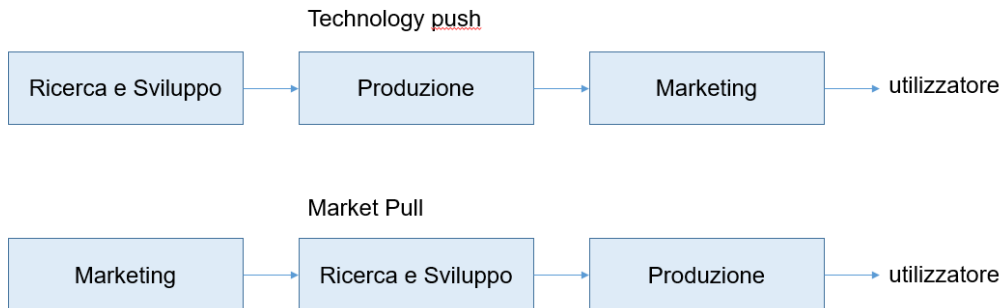 Technology push
Ricerca e Sviluppo
Produzione
Marketing
utilizzatore
Market Pull
Marketing
Ricerca e Sviluppo
Produzione
utilizzatore